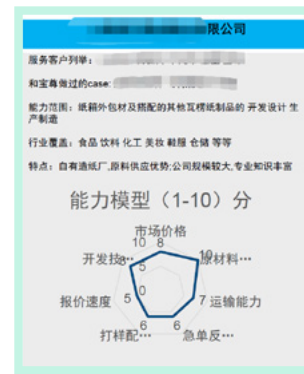 限公司
服务客户列举:
和宝尊做过的case:
能力范围: 纸箱外包材及搭配的其他瓦楞纸制品的 开发设计 生
产制造
行业覆盖: 食品 饮料 化工 美妆 鞋服 仓储 等等
特点: 自有造纸厂,原料供应优势;公司规模较大,专业知识丰富
能力模型（1-10）分
市场价格
10 8
开发技… 8 5 10 原材料…
0
报价速度 5 7 运输能力
6 6
打样配… 急单反…